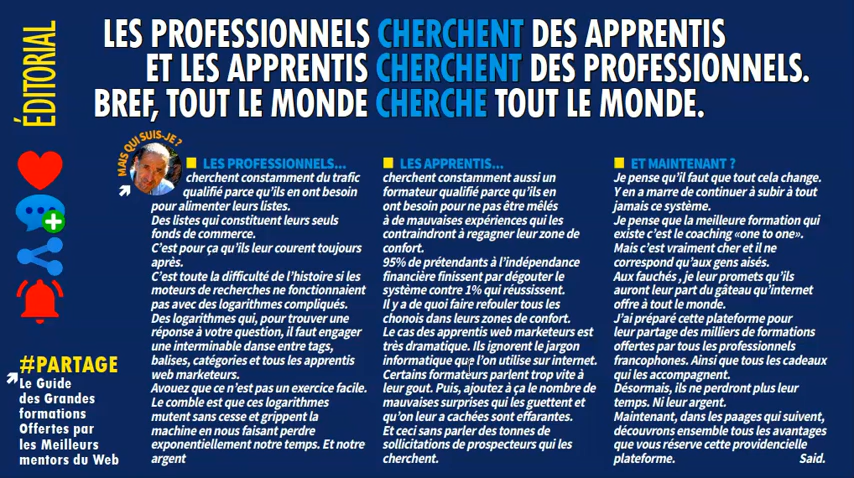 ÉDITORIAL
LES PROFESSIONNELS CHERCHENT DES APPRENTIS
ET LES APPRENTIS CHERCHENT DES PROFESSIONNELS.
BREF, TOUT LE MONDE CHERCHE TOUT LE MONDE.
MAIS QUI SUIS-JE ?
LES PROFESSIONNELS...
cherchent constamment du trafic
qualifié parce qu'ils en ont besoin
pour alimenter leurs listes.
Des listes qui constituent leurs seuls
fonds de commerce.
C'est pour ça qu'ils leur courent toujours
après.
C'est toute la difficulté de l'histoire si les
moteurs de recherches ne fonctionnaient
pas avec des logarithmes compliqués.
Des logarithmes qui, pour trouver une
réponse à votre question, il faut engager
une interminable danse entre tags,
balises, catégories et tous les apprentis
web marketeurs.
Avouez que ce n'est pas un exercice facile.
Le comble est que ces logarithmes
mutent sans cesse et grippent la
machine en nous faisant perdre
exponentiellement notre temps. Et notre
argent
LES APPRENTIS...
cherchent constamment aussi un
formateur qualifié parce qu'ils en
ont besoin pour ne pas être mêlés
à de mauvaises expériences qui les
contraindront à regagner leur zone de
confort.
95% de prétendants à l'indépendance
financière finissent par dégouter le
système contre 1% qui réussissent.
Il y a de quoi faire refouler tous les
chonois dans leurs zones de confort.
Le cas des apprentis web marketeurs est
très dramatique. Ils ignorent le jargon
informatique que l'on utilise sur internet.
Certains formateurs parlent trop vite à
leur gout. Puis, ajoutez à ça le nombre de
mauvaises surprises qui les guettent et
qu'on leur a cachées sont effarantes.
Et ceci sans parler des tonnes de
sollicitations de prospecteurs qui les
cherchent.
ET MAINTENANT ?
Je pense qu'il faut que tout cela change.
Y en a marre de continuer à subir à tout
jamais ce système.
Je pense que la meilleure formation qui
existe c'est le coaching «one to one».
Mais c'est vraiment cher et il ne
correspond qu'aux gens aisés.
Aux fauchés , je leur promets qu'ils
auront leur part du gâteau qu'internet
offre à tout le monde.
J'ai préparé cette plateforme pour
leur partage des milliers de formations
offertes par tous les professionnels
francophones. Ainsi que tous les cadeaux
qui les accompagnent.
Désormais, ils ne perdront plus leur
temps. Ni leur argent.
Maintenant, dans les paages qui suivent,
découvrons ensemble tous les avantages
que vous réserve cette providencielle
plateforme. Said.
#PARTAGE
Le Guide
des Grandes
formations
Offertes par
les Meilleurs
mentors du Web